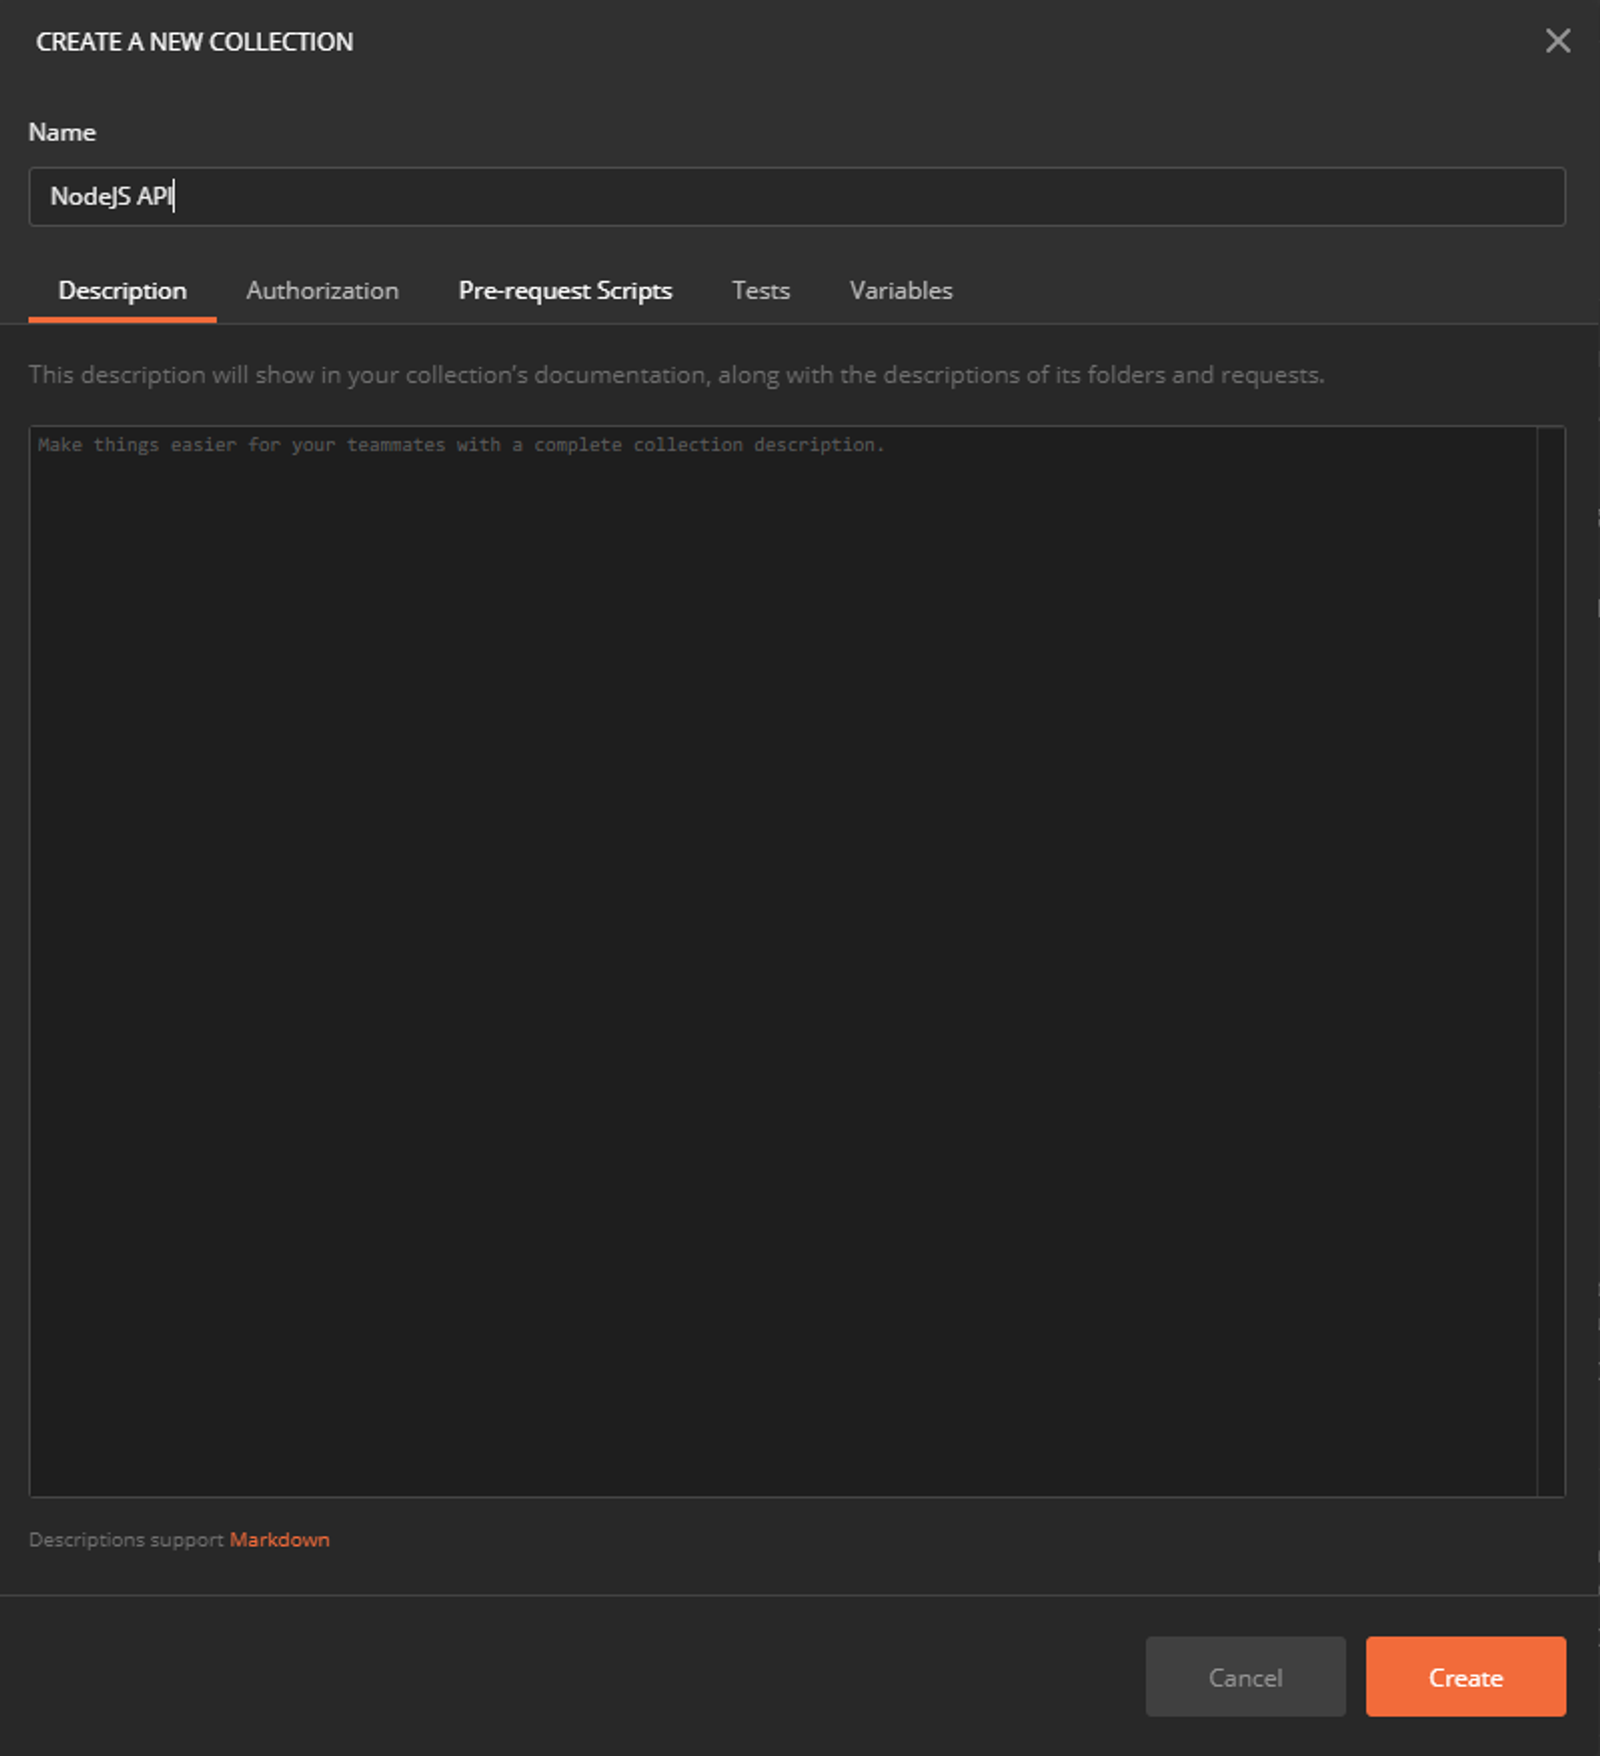 CREATE A NEW COLLECTION
Name
NodeJS API
Description Authorization Pre-request Scripts Tests Variables
This description will show in your collection's documentation, along with the descriptions of its folders and requests.
Make things easier for your teammates with a complete collection description.
Descriptions support Markdown
Cancel Create